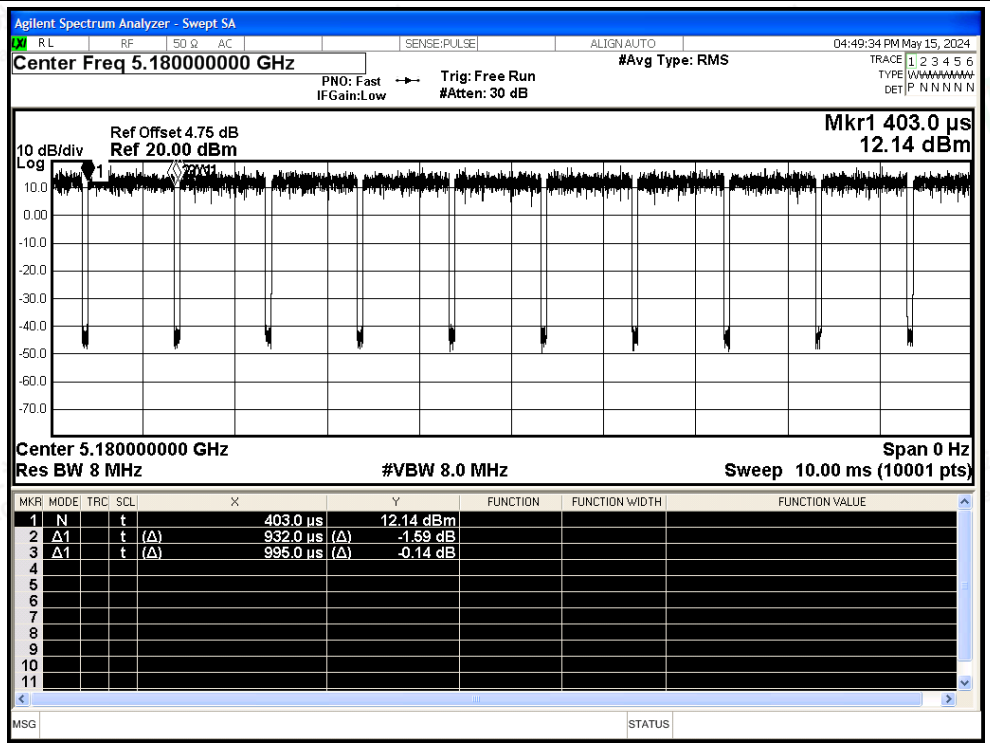 Agilent Spectrum Analyzer - Swept SA
LXI RL RF 50 Ω AC SENSE:PULSE ALIGN AUTO 04:49:34 PM May 15, 2024
Center Freq 5.180000000 GHz #Avg Type: RMS TRACE 1 2 3 4 5 6
PNO: Fast Trig: Free Run TYPE WWWWWW
IFGain:Low #Atten: 30 dB DET P N N N N N
Mkr1 403.0 µs
Ref Offset 4.75 dB
10 dB/div Ref 20.00 dBm 12.14 dBm
Log
1
10.0
0.00
-10.0
-20.0
-30.0
-40.0
-50.0
-60.0
-70.0
Center 5.180000000 GHz Span 0 Hz
Res BW 8 MHz #VBW 8.0 MHz Sweep 10.00 ms (10001 pts)
MKR MODE TRC SCL X Y FUNCTION FUNCTION WIDTH FUNCTION VALUE
1 N t 403.0 µs 12.14 dBm
2 Δ1 t (Δ) 932.0 µs (Δ) -1.59 dB
3 Δ1 t (Δ) 995.0 µs (Δ) -0.14 dB
4
5
6
7
8
9
10
11
MSG STATUS